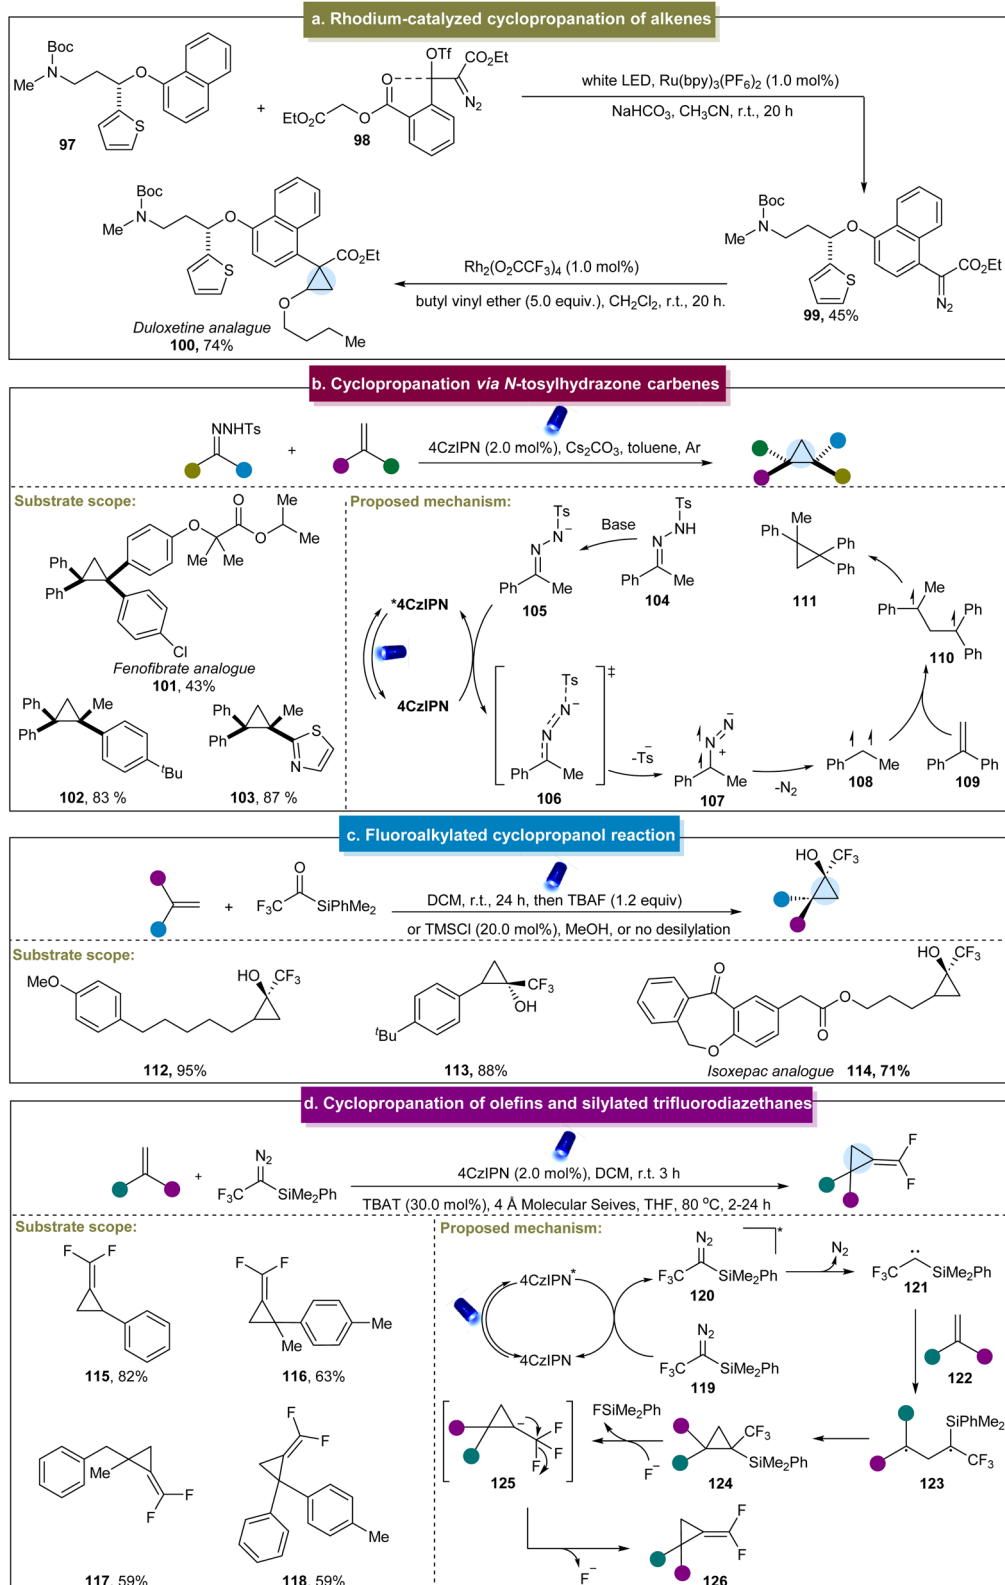 a. Rhodium-catalyzed cyclopropanation of alkenes
Boc
N
Me
O
S
97
+
OTf
O
CO2Et
N2
O
EtO2C
98
white LED, Ru(bpy)3(PF6)2 (1.0 mol%)
NaHCO3, CH3CN, r.t., 20 h
Boc
N
Me
O
S
CO2Et
O
Me
Duloxetine analague
100, 74%
Rh2(O2CCF3)4 (1.0 mol%)
butyl vinyl ether (5.0 equiv.), CH2Cl2, r.t., 20 h.
Boc
N
Me
O
S
CO2Et
N2
99, 45%
b. Cyclopropanation via N-tosylhydrazone carbenes
NNHTs
+
4CzIPN (2.0 mol%), Cs2CO3, toluene, Ar
Substrate scope:
Ph
Ph
O
O
O
Me Me
Me
Me
Cl
Fenofibrate analogue
101, 43%
Ph
Ph
Me
tBu
102, 83 %
Ph
Ph
Me
S
N
103, 87 %
Proposed mechanism:
Ts
N−
N
Ph
Me
105
Base
Ts
NH
N
Ph
Me
104
*4CzIPN
4CzIPN
Ts
N−
N
Ph
Me
106
‡
-Ts−
N−
N+
Ph
Me
107
-N2
Ph
Me
108
Ph
Ph
109
Me
Ph
Ph
Ph
110
Me
Ph
Ph
Ph
111
c. Fluoroalkylated cyclopropanol reaction
+
O
F3C
SiPhMe2
DCM, r.t., 24 h, then TBAF (1.2 equiv)
or TMSCl (20.0 mol%), MeOH, or no desilylation
HO
CF3
Substrate scope:
MeO
HO
CF3
112, 95%
tBu
CF3
OH
113, 88%
O
O
O
O
HO
CF3
Isoxepac analogue
114, 71%
d. Cyclopropanation of olefins and silylated trifluorodiazethanes
+
N2
F3C
SiMe2Ph
4CzIPN (2.0 mol%), DCM, r.t. 3 h
TBAT (30.0 mol%), 4 Å Molecular Seives, THF, 80 oC, 2-24 h
F
F
Substrate scope:
F F
115, 82%
F F
Me
Me
116, 63%
Me
F
F
117, 59%
F
F
Me
118, 59%
Proposed mechanism:
4CzIPN*
4CzIPN
N2
F3C
SiMe2Ph
120
*
N2
F3C
SiMe2Ph
119
N2
F3C
SiMe2Ph
121
122
SiPhMe2
CF3
123
CF3
SiMe2Ph
124
FSiMe2Ph
F−
−
F
F
F
125
F−
F
F
126